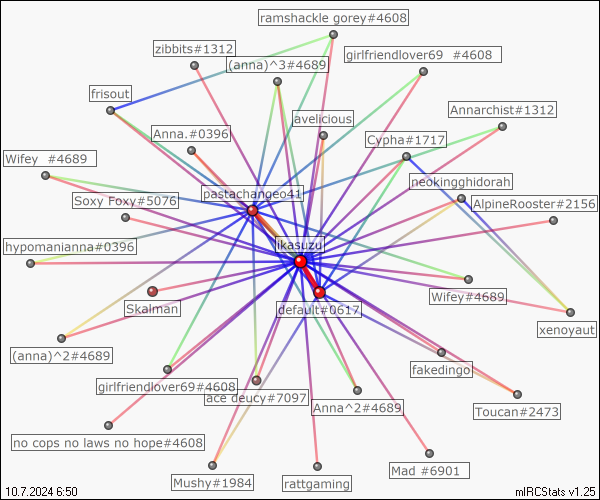 ramshackle gorey#4608
zibbits#1312
girlfriendlover69 #4608
(anna)^3#4689
frisout
Annarchist#1312
avelicious
Anna.#0396
Cypha#1717
Wifey #4689
neokingghidorah
pastachangeo41
Soxy Foxy#5076
AlpineRooster#2156
hypomanianna#0396
ikasuzu
Wifey#4689
Skalman
default#0617
xenoyaut
(anna)^2#4689
fakedingo
girlfriendlover69#4608
ace deucy#7097
Anna^2#4689
Toucan#2473
no cops no laws no hope#4608
Mad #6901
Mushy#1984
rattgaming
10.7.2024 6:50
mIRCStats v1.25